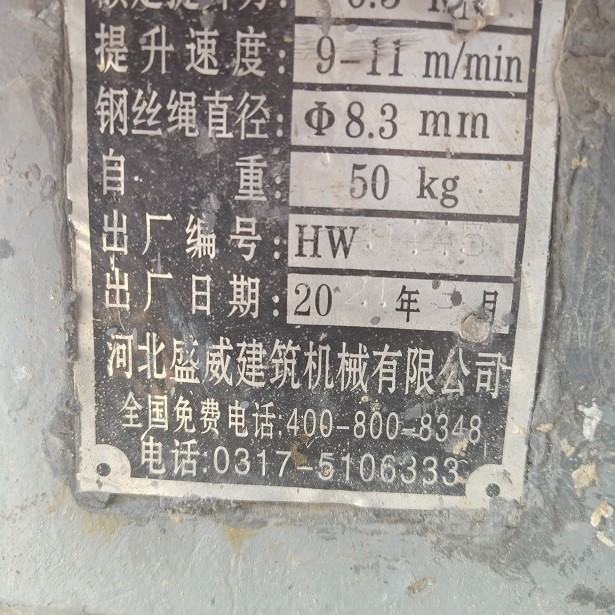 提升速度: 9-11 m/min
钢丝绳直径: Φ8.3 mm
自重: 50 kg
出厂编号: HW
出厂日期: 20 年 月
河北盛威建筑机械有限公司
全国免费电话:400-800-8348
电话:0317-5106333